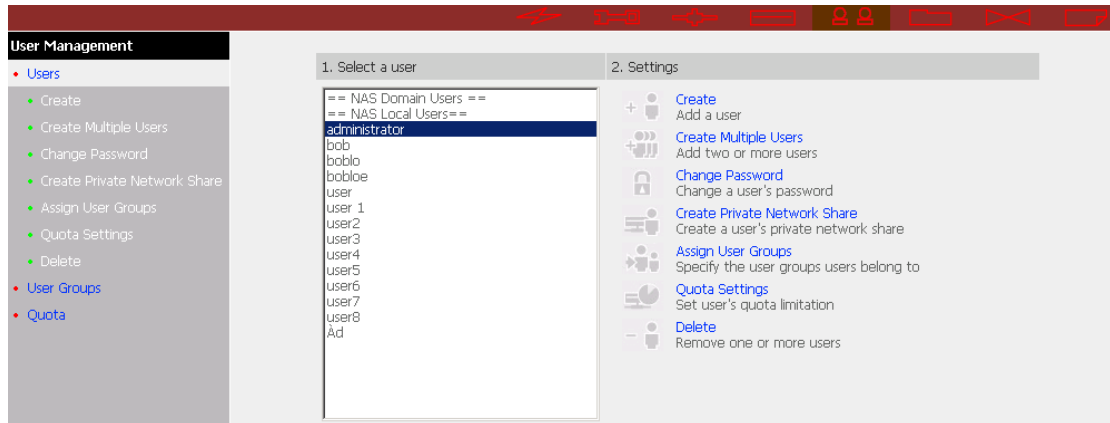 User Management
Users
Create
Create Multiple Users
Change Password
Create Private Network Share
Assign User Groups
Quota Settings
Delete
User Groups
Quota
1. Select a user
== NAS Domain Users ==
== NAS Local Users==
administrator
bob
boblo
bobloe
user
user 1
user2
user3
user4
user5
user6
user7
user8
Àd
2. Settings
Create
Add a user
Create Multiple Users
Add two or more users
Change Password
Change a user's password
Create Private Network Share
Create a user's private network share
Assign User Groups
Specify the user groups users belong to
Quota Settings
Set user's quota limitation
Delete
Remove one or more users